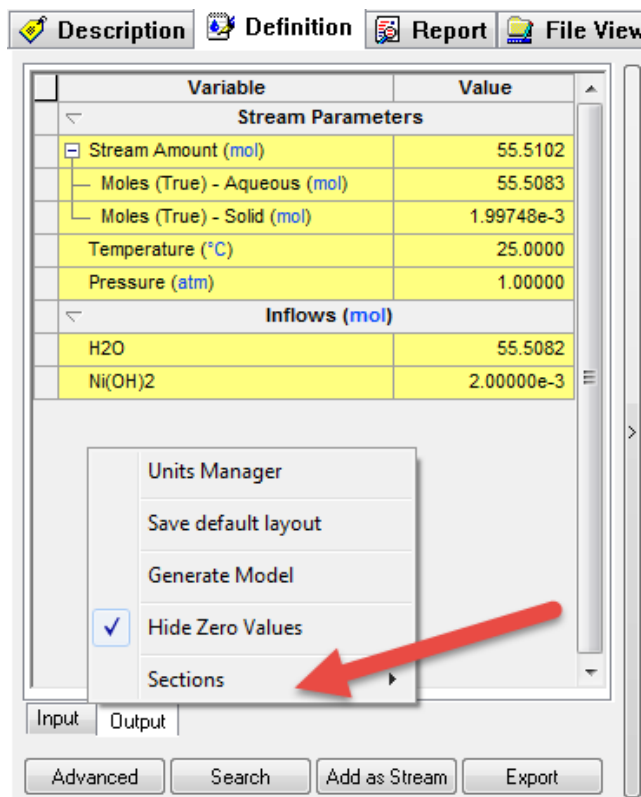 Description Definition Report File View
Variable Value
Stream Parameters
Stream Amount (mol) 55.5102
Moles (True) - Aqueous (mol) 55.5083
Moles (True) - Solid (mol) 1.99748e-3
Temperature (°C) 25.0000
Pressure (atm) 1.00000
Inflows (mol)
H2O 55.5082
Ni(OH)2 2.00000e-3
Units Manager
Save default layout
Generate Model
Hide Zero Values
Sections
Input Output
Advanced Search Add as Stream Export